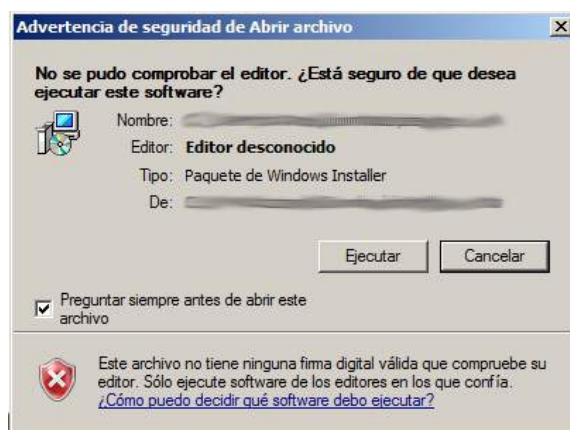 Advertencia de seguridad de Abrir archivo
No se pudo comprobar el editor. ¿Está seguro de que desea
ejecutar este software?
Nombre:
Editor: Editor desconocido
Tipo: Paquete de Windows Installer
De:
Ejecutar Cancelar
Preguntar siempre antes de abrir este
archivo
Este archivo no tiene ninguna firma digital válida que compruebe su
editor. Sólo ejecute software de los editores en los que confía.
¿Cómo puedo decidir qué software debo ejecutar?